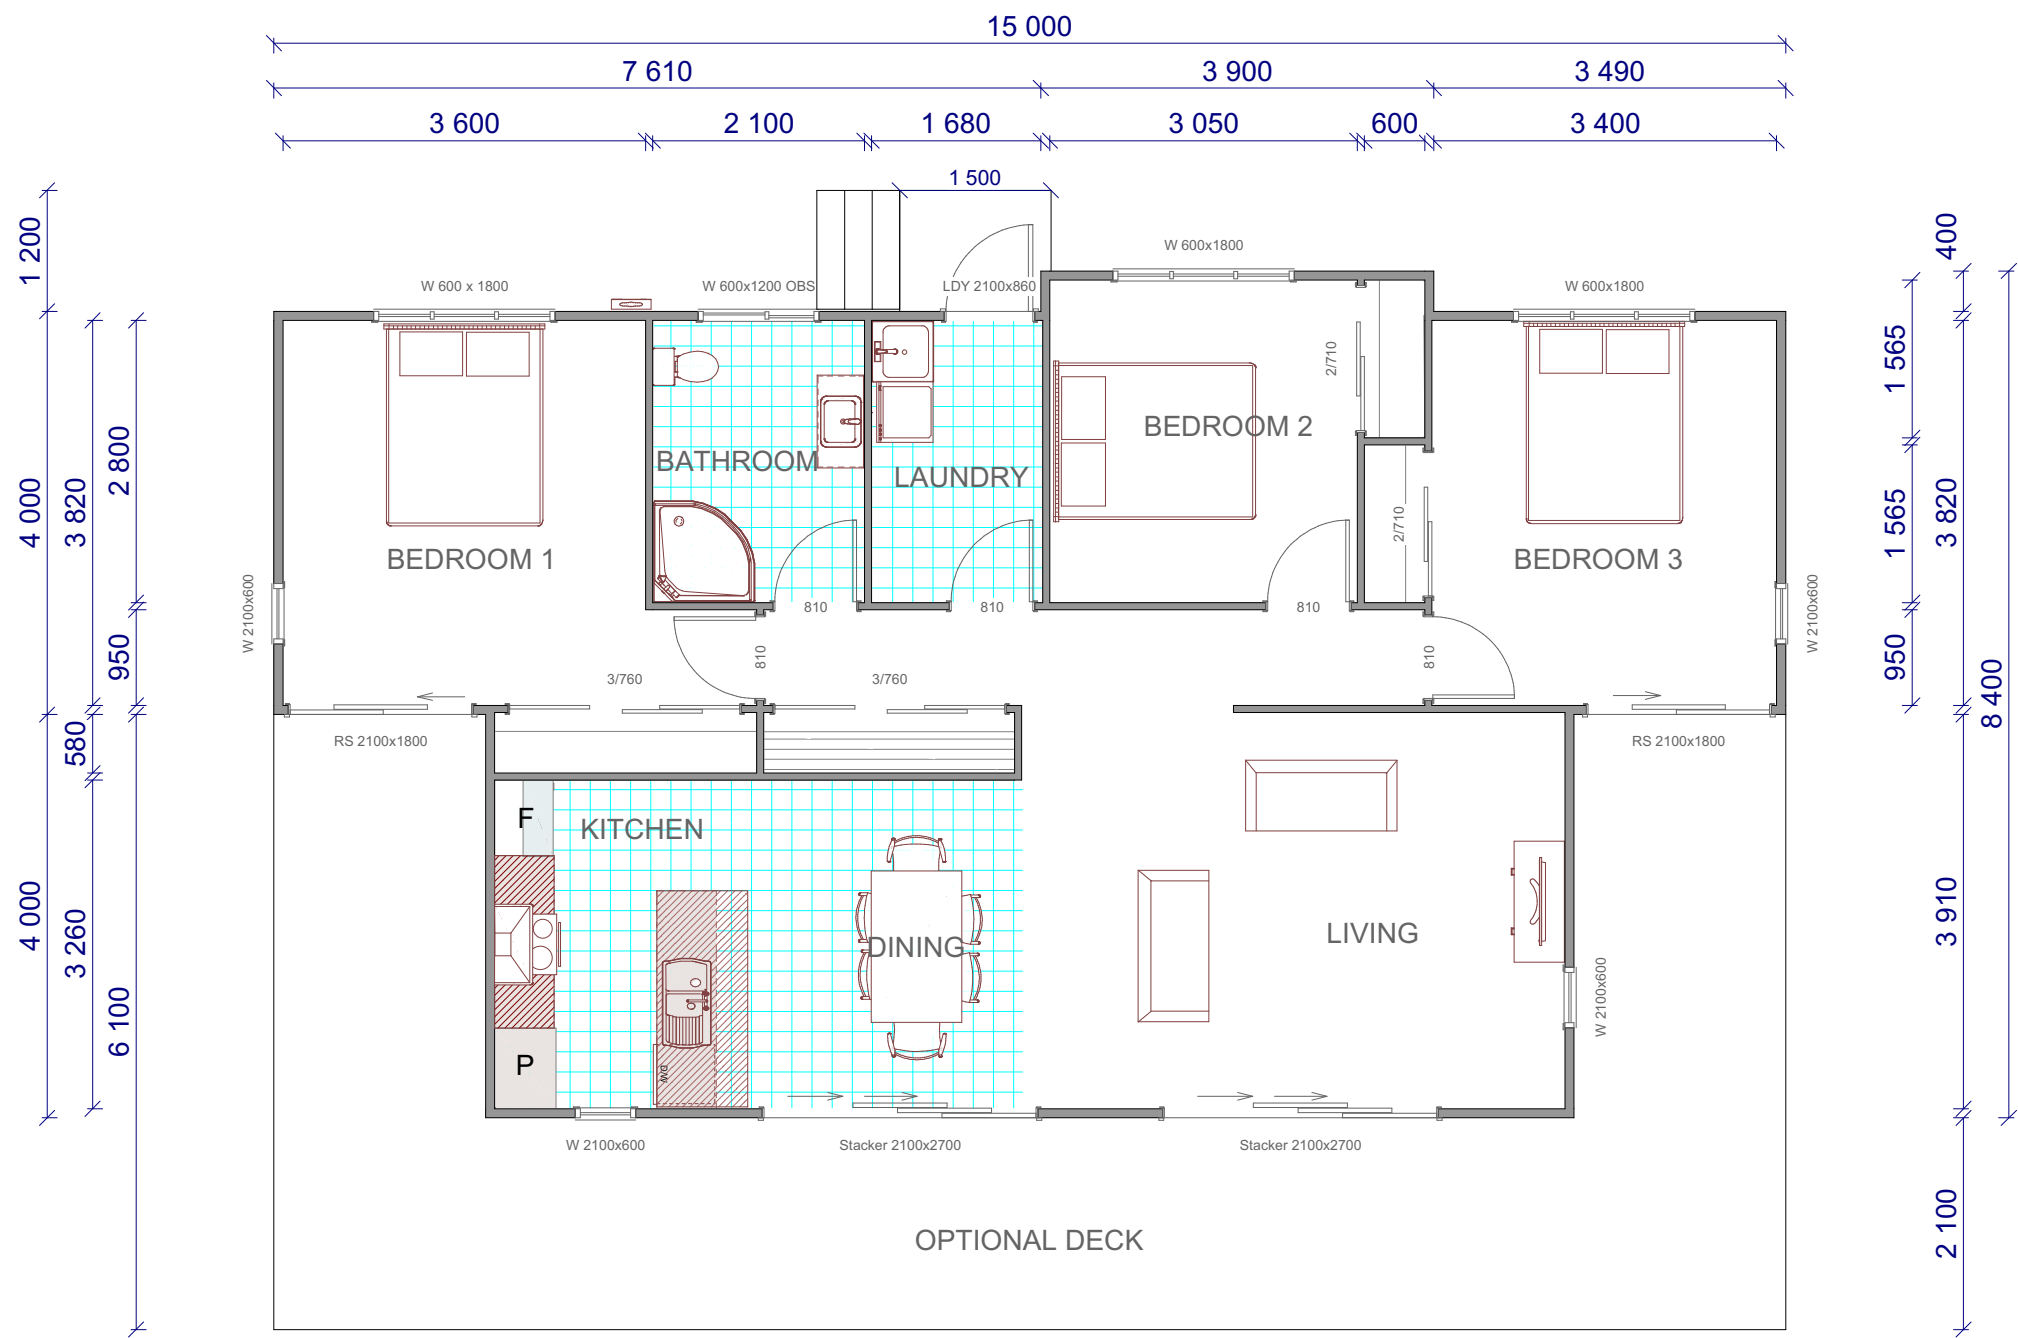 15 000
7 610
3 900
3 490
3 600
2 100
1 680
3 050
600
3 400
1 500
1 200
400
W 600x1800
W 600 x 1800
W 600x1200 OBS
LDY 2100x860
W 600x1800
1 565
2/710
BEDROOM 2
2 800
BATHROOM
LAUNDRY
4 000
3 820
2/710
1 565
3 820
BEDROOM 1
BEDROOM 3
W 2100x600
810
810
810
W 2100x600
950
810
810
950
3/760
3/760
8 400
580
RS 2100x1800
RS 2100x1800
F
KITCHEN
4 000
3 260
DINING
LIVING
3 910
6 100
W 2100x600
P
D/W
W 2100x600
Stacker 2100x2700
Stacker 2100x2700
2 100
OPTIONAL DECK